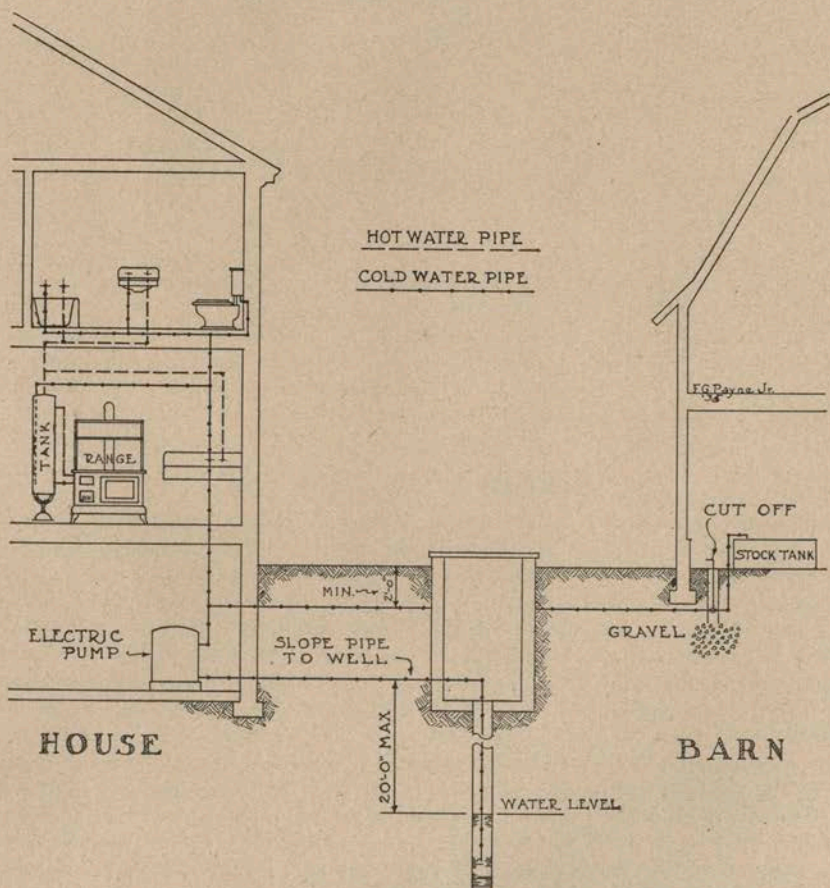 HOT WATER PIPE
COLD WATER PIPE
F.G. Payne Jr.
TANK
RANGE
CUT OFF
STOCK TANK
MIN.
2'-0"
ELECTRIC
PUMP
SLOPE PIPE
TO WELL
GRAVEL
HOUSE
20'-0" MAX
BARN
WATER LEVEL